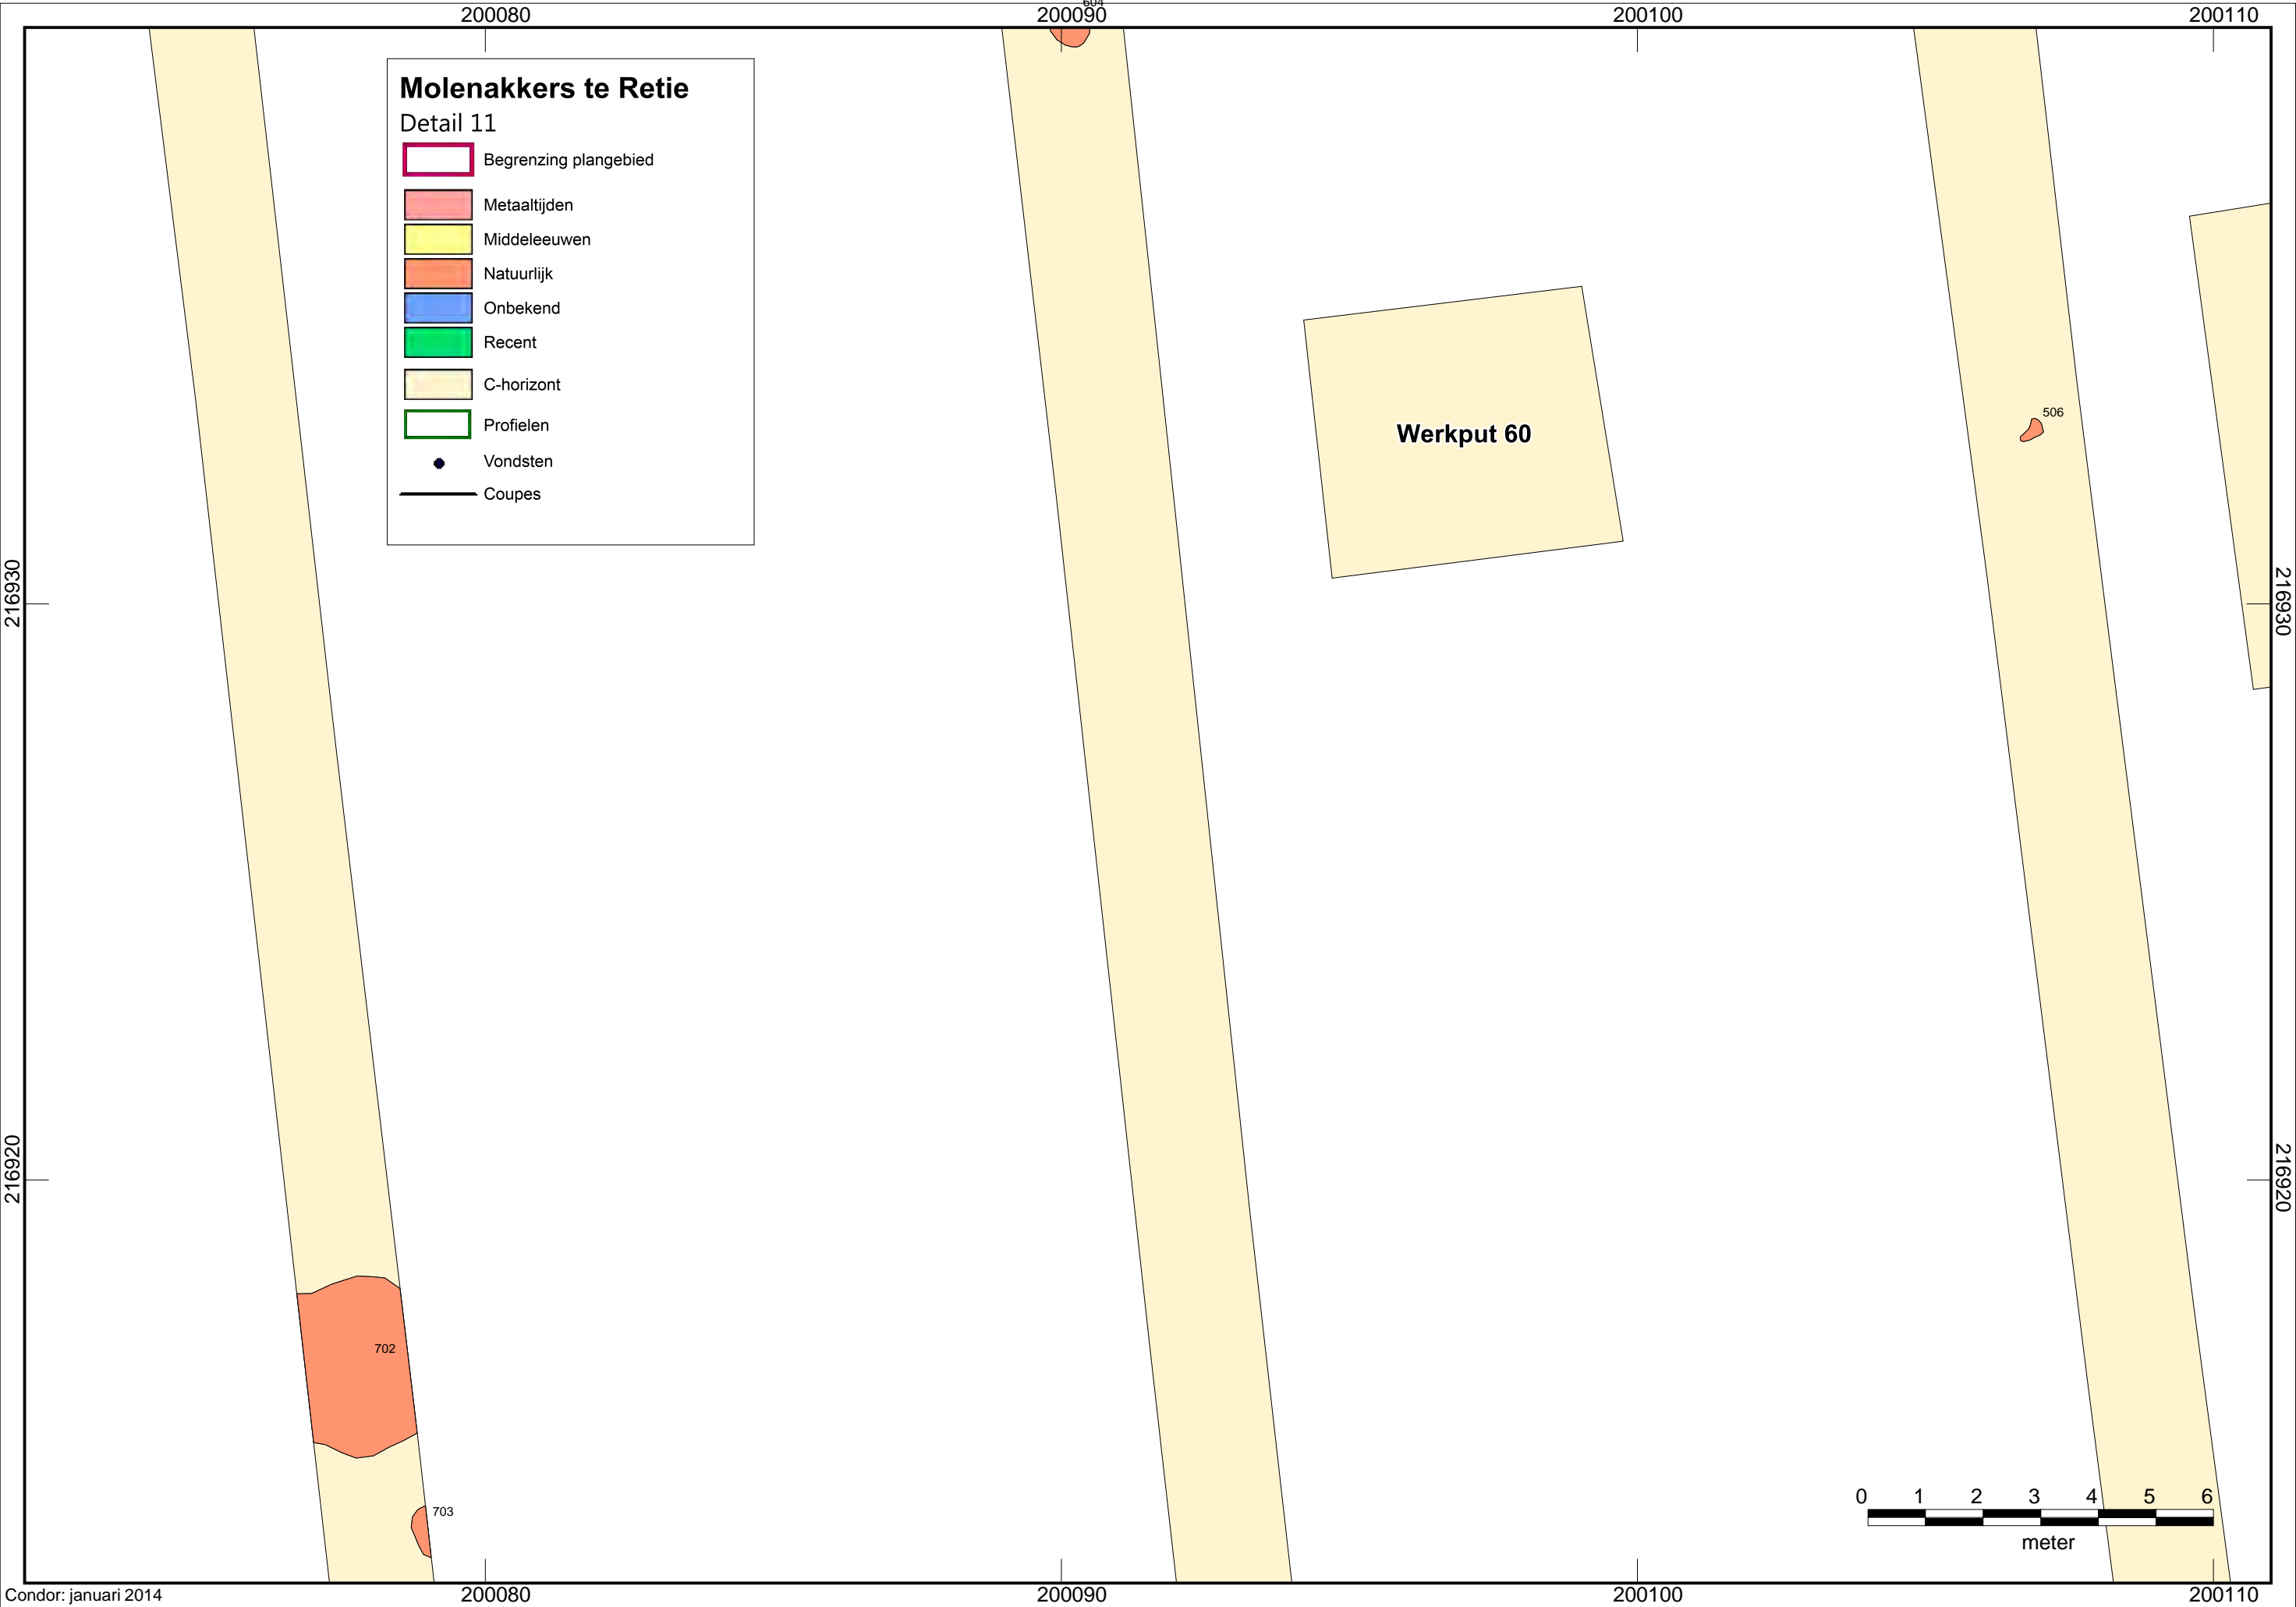 604
200080 200090 200100 200110
Molenakkers te Retie
Detail 11
Begrenzing plangebied
Metaaltijden
Middeleeuwen
Natuurlijk
Onbekend
Recent
C-horizont
Profielen
Vondsten
Coupes
506
Werkput 60
216930 216930
216920 216920
702
703
0 1 2 3 4 5 6
meter
Condor: januari 2014
200080 200090 200100 200110